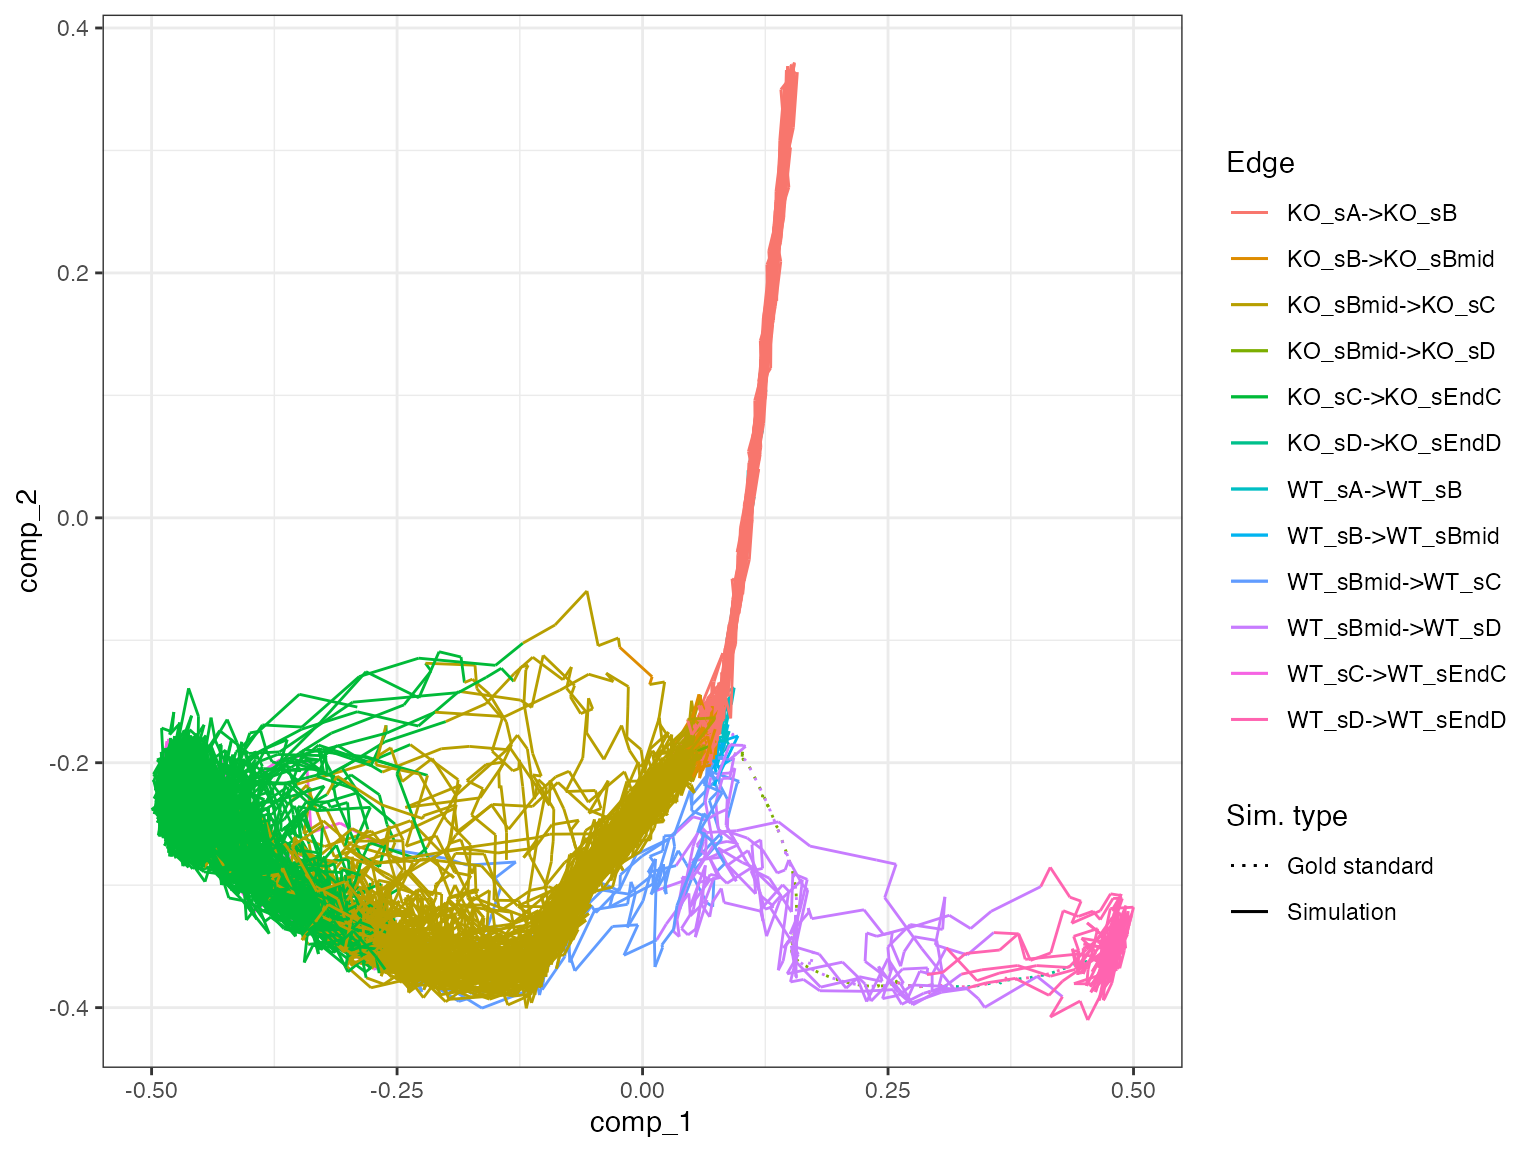 0.4
0.2
0.0
-0.2
-0.4
comp_2
-0.50
-0.25
0.00
0.25
0.50
comp_1
Edge
KO_sA->KO_sB
KO_sB->KO_sBmid
KO_sBmid->KO_sC
KO_sBmid->KO_sD
KO_sC->KO_sEndC
KO_sD->KO_sEndD
WT_sA->WT_sB
WT_sB->WT_sBmid
WT_sBmid->WT_sC
WT_sBmid->WT_sD
WT_sC->WT_sEndC
WT_sD->WT_sEndD
Sim. type
Gold standard
Simulation